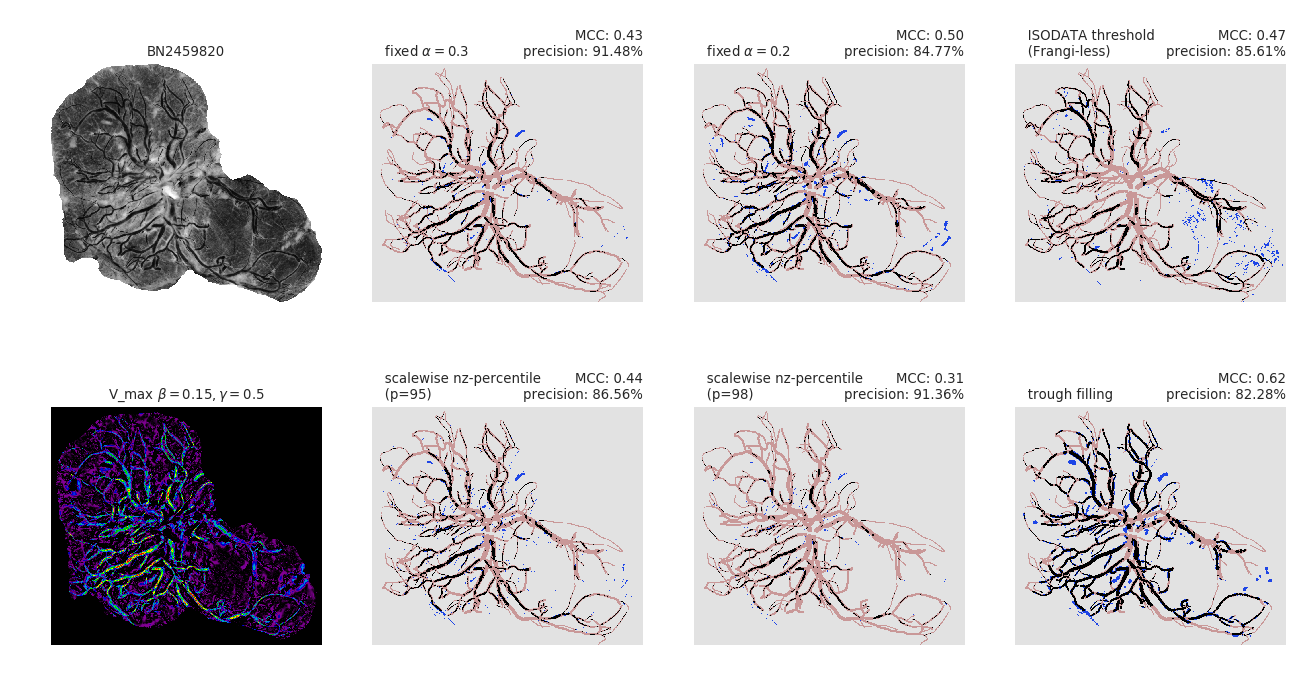 BN2459820
fixed α = 0.3
MCC: 0.43
precision: 91.48%
fixed α = 0.2
MCC: 0.50
precision: 84.77%
ISODATA threshold
(Frangi-less)
MCC: 0.47
precision: 85.61%
V_max β = 0.15, γ = 0.5
scalewise nz-percentile
(p=95)
MCC: 0.44
precision: 86.56%
scalewise nz-percentile
(p=98)
MCC: 0.31
precision: 91.36%
trough filling
MCC: 0.62
precision: 82.28%